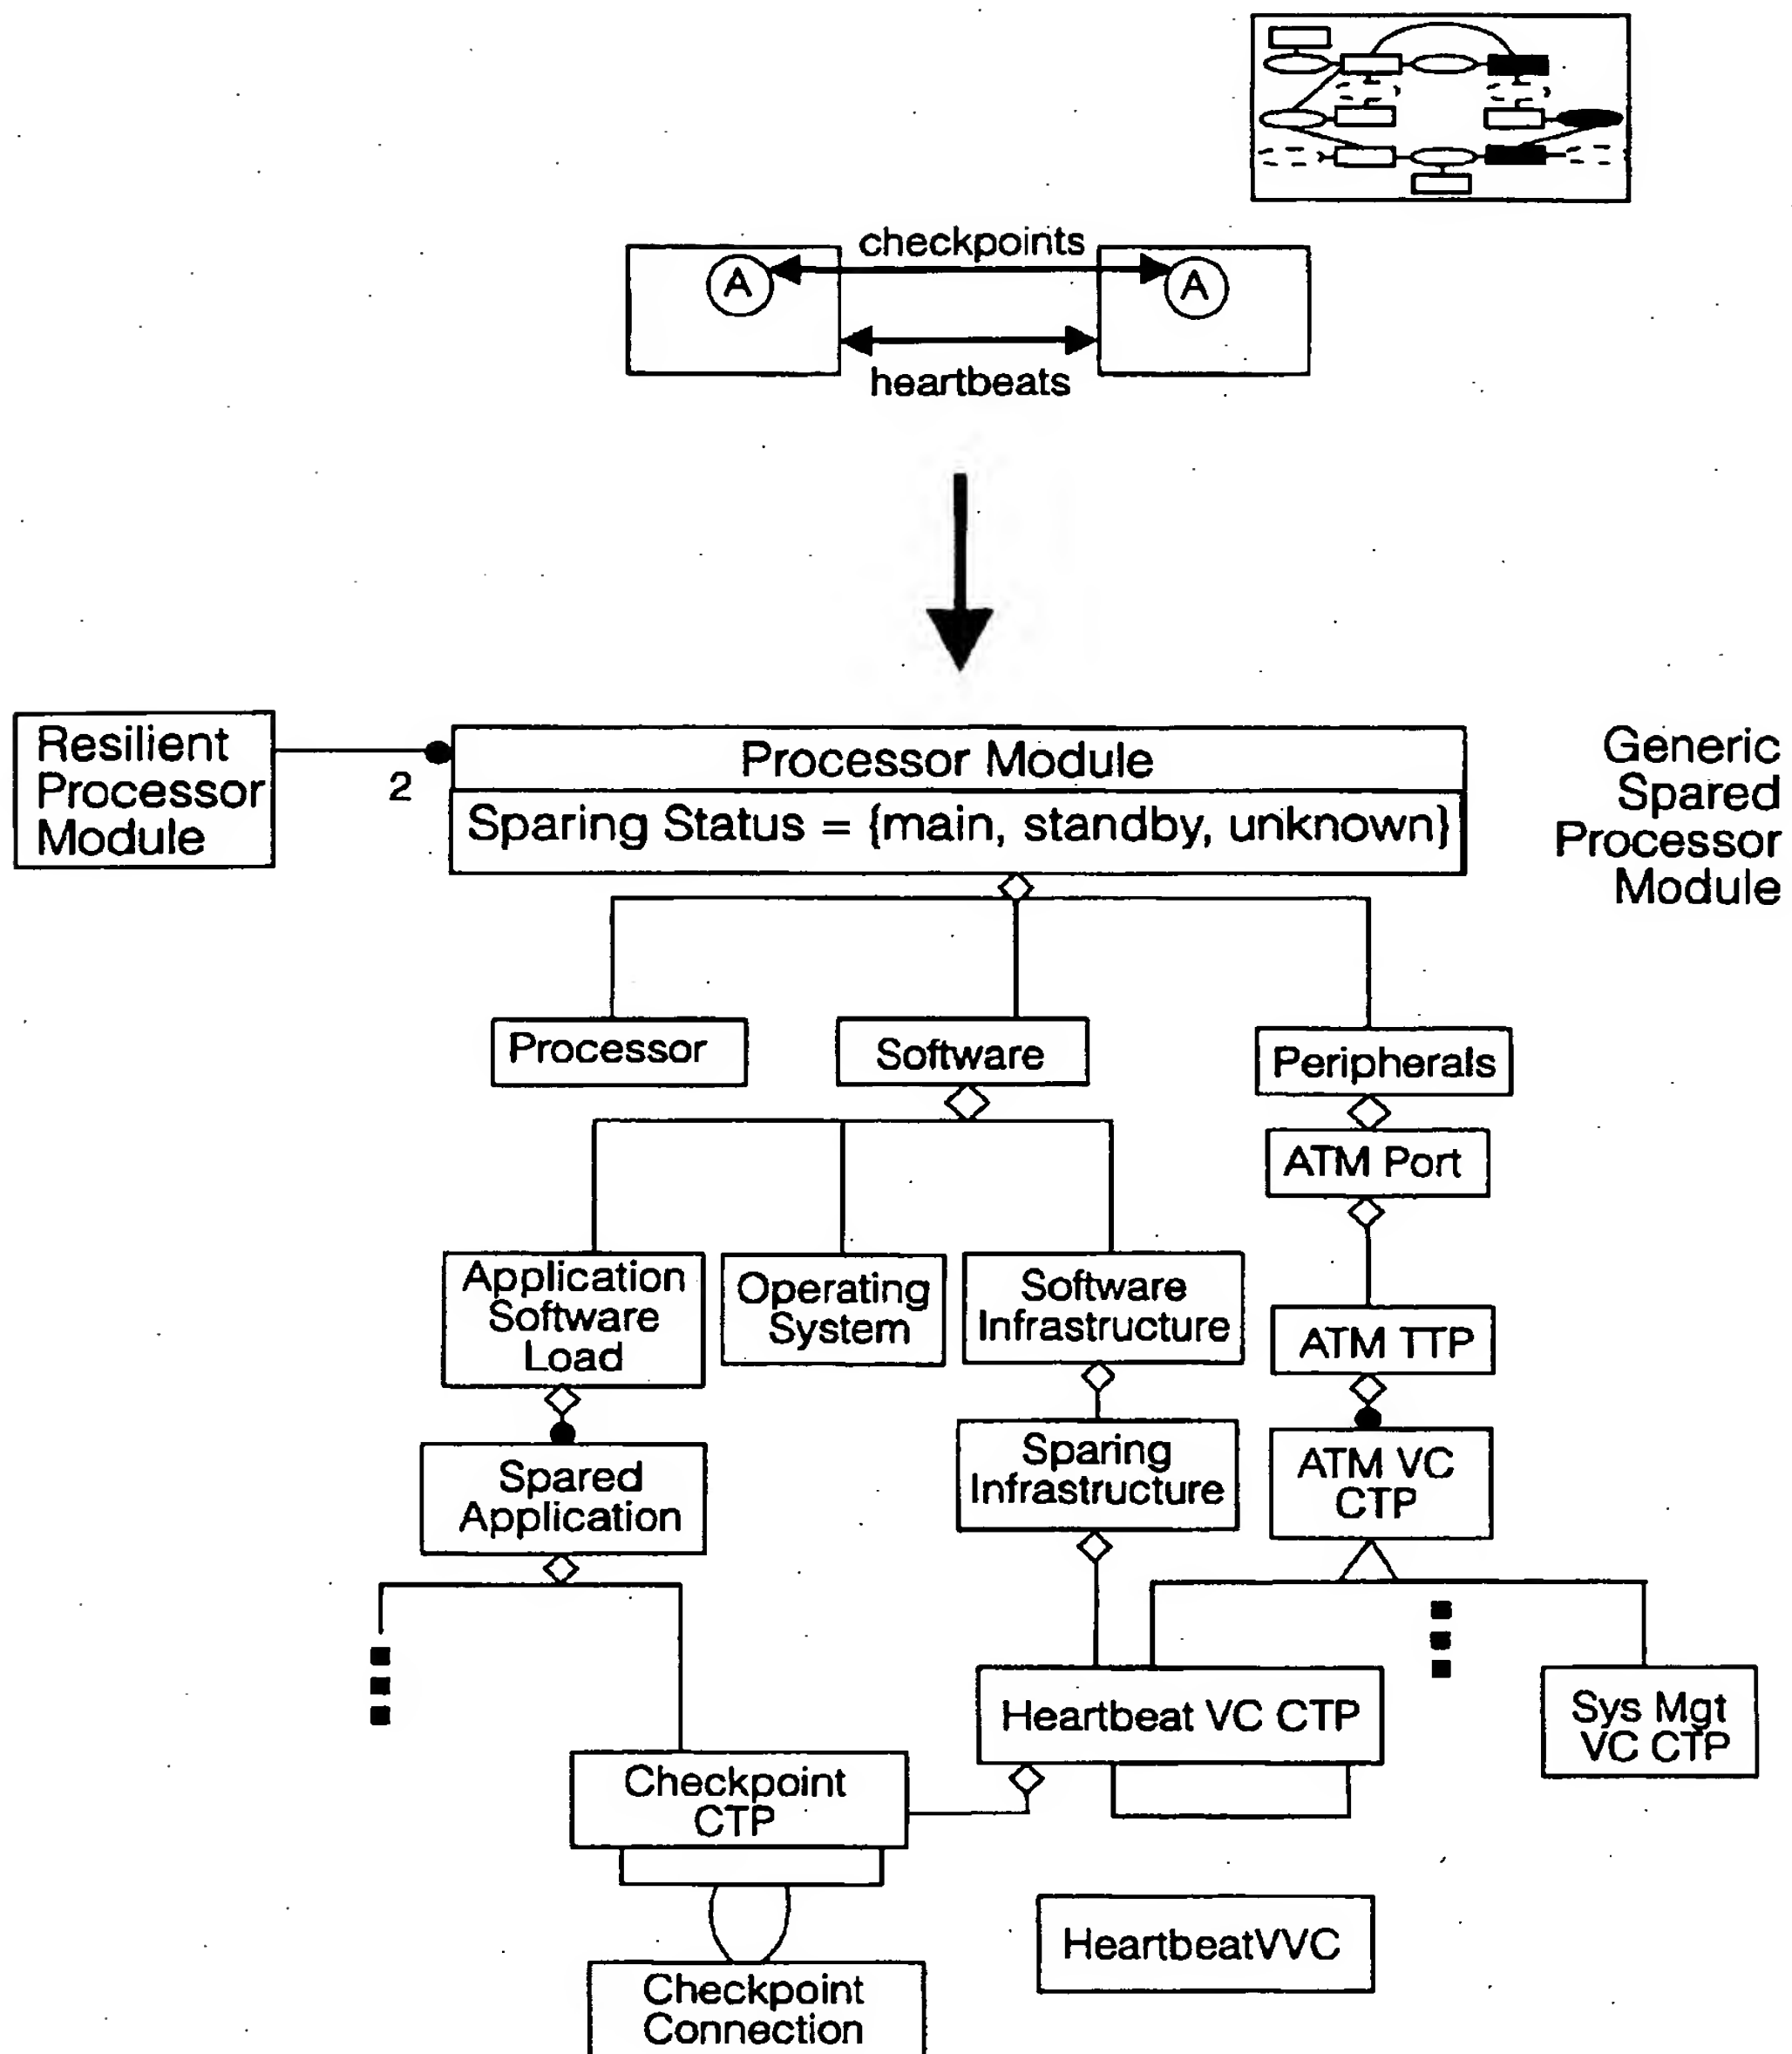 checkpoints
A
A
heartbeats
Resilient
Processor
Module
2
Processor Module
Sparing Status = {main, standby, unknown}
Generic
Spared
Processor
Module
Processor
Software
Peripherals
ATM Port
Application
Software
Load
Operating
System
Software
Infrastructure
ATM TTP
Spared
Application
Sparing
Infrastructure
ATM VC
CTP
Heartbeat VC CTP
Sys Mgt
VC CTP
Checkpoint
CTP
HeartbeatVVC
Checkpoint
Connection